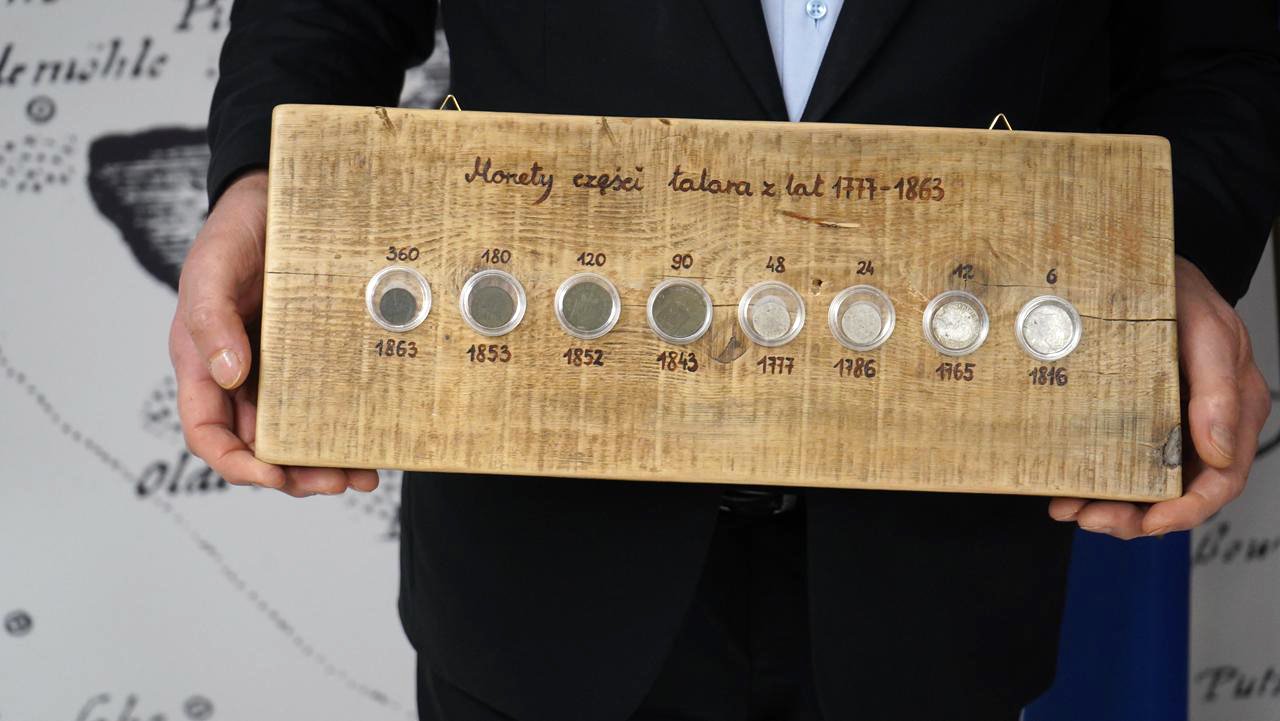 Monety części talara z lat 1777-1863
360 180 120 90 48 24 12 6
1863 1853 1852 1843 1777 1786 1765 1816